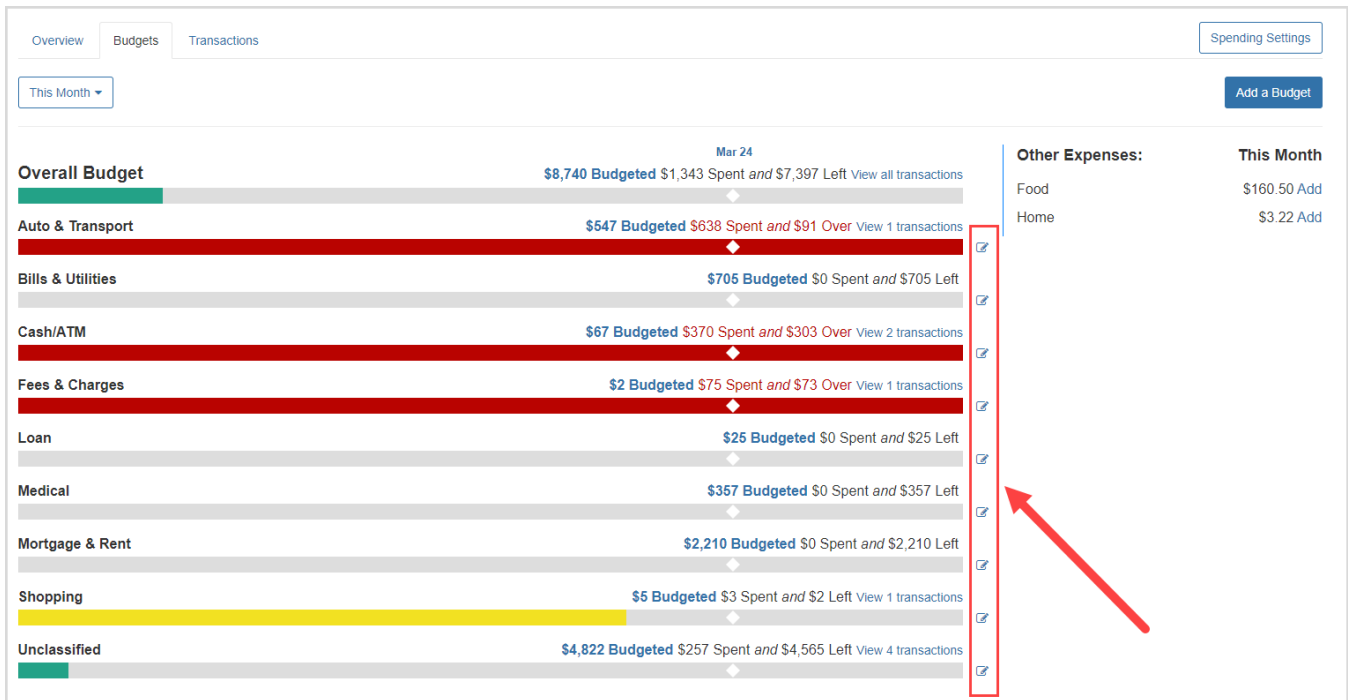 Overview Budgets Transactions Spending Settings
This Month Add a Budget
Mar 24
Overall Budget $8,740 Budgeted $1,343 Spent and $7,397 Left View all transactions
Auto & Transport $547 Budgeted $638 Spent and $91 Over View 1 transactions
Bills & Utilities $705 Budgeted $0 Spent and $705 Left
Cash/ATM $67 Budgeted $370 Spent and $303 Over View 2 transactions
Fees & Charges $2 Budgeted $75 Spent and $73 Over View 1 transactions
Loan $25 Budgeted $0 Spent and $25 Left
Medical $357 Budgeted $0 Spent and $357 Left
Mortgage & Rent $2,210 Budgeted $0 Spent and $2,210 Left
Shopping $5 Budgeted $3 Spent and $2 Left View 1 transactions
Unclassified $4,822 Budgeted $257 Spent and $4,565 Left View 4 transactions
Other Expenses: This Month
Food $160.50 Add
Home $3.22 Add